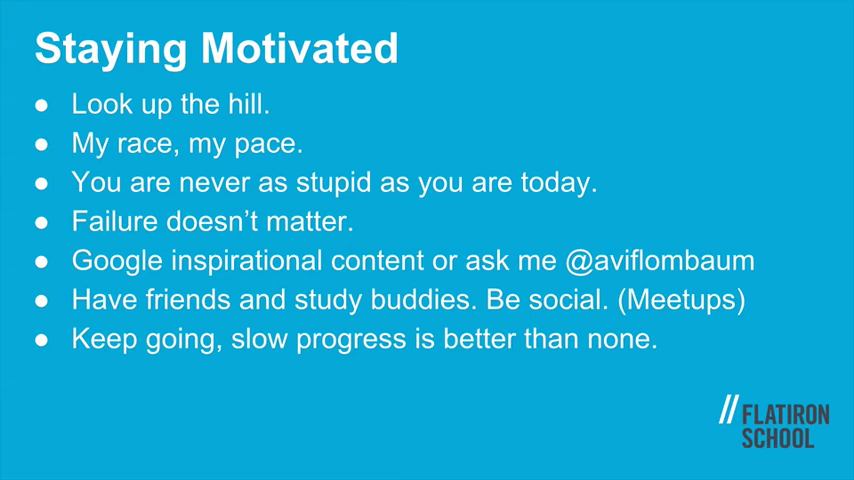 Staying Motivated
● Look up the hill.
● My race, my pace.
● You are never as stupid as you are today.
● Failure doesn’t matter.
● Google inspirational content or ask me @aviflombaum
● Have friends and study buddies. Be social. (Meetups)
● Keep going, slow progress is better than none.
// FLATIRON
SCHOOL